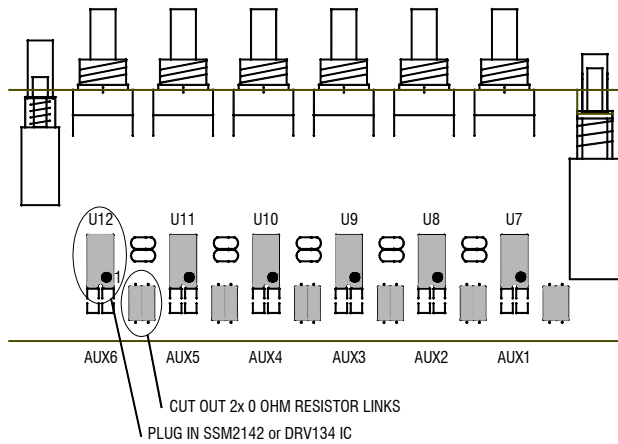 U12 U11 U10 U9 U8 U7
1
AUX6 AUX5 AUX4 AUX3 AUX2 AUX1
CUT OUT 2x 0 OHM RESISTOR LINKS
PLUG IN SSM2142 or DRV134 IC